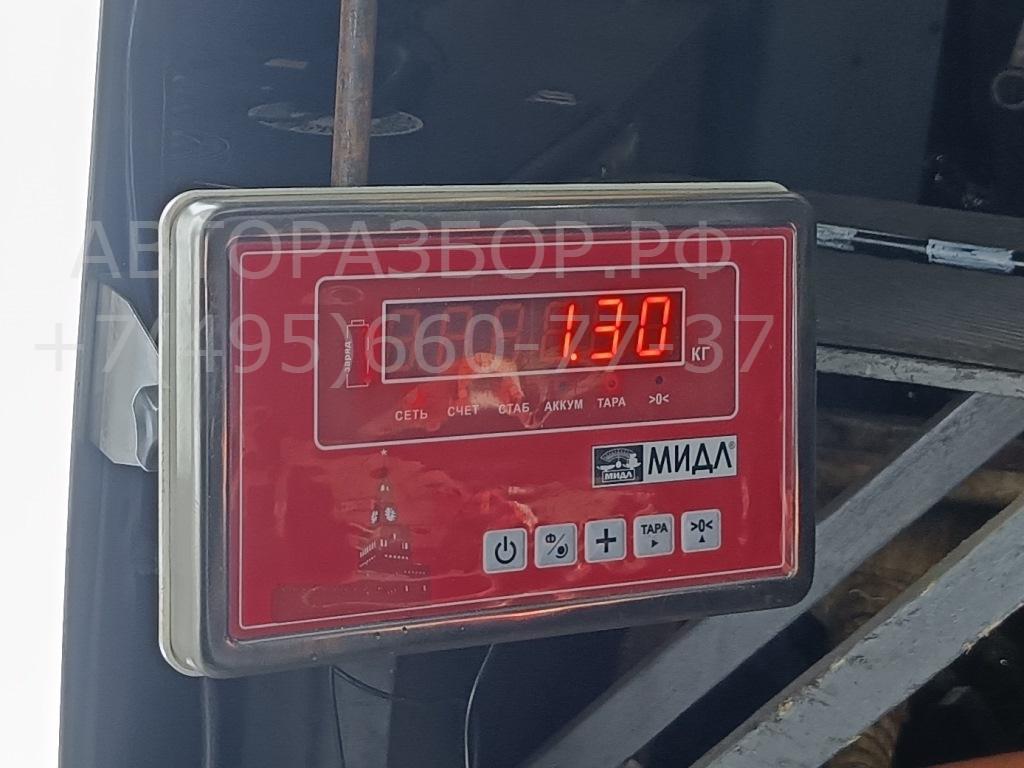 АВТОРАЗБОР.РФ
+7(495)660-77-37
заряд
1.30
КГ
СЕТЬ СЧЕТ СТАБ АККУМ ТАРА >0<
МИДЛ
МИДЛ®
Ф/
+
ТАРА
>0<